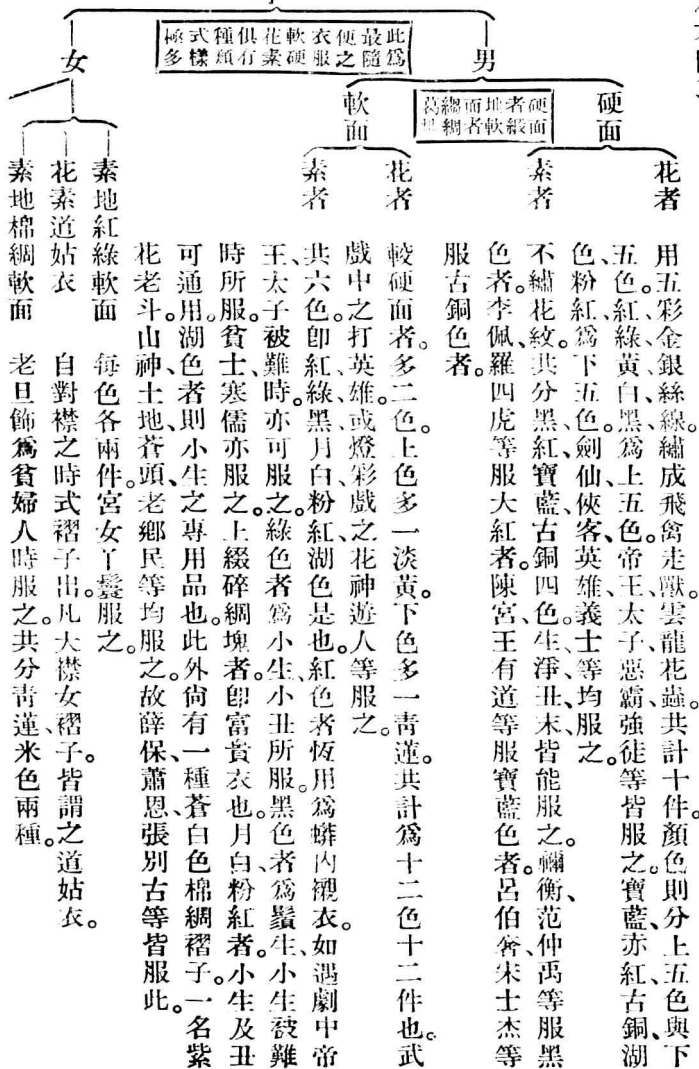 此爲
最隨
便之
衣服
軟硬
花素
俱有
種類
式樣
極多
男
硬面者緞
地面軟者綢縐
硬面
花者
用五彩金銀絲線。繡成飛禽走獸。雲龍花蟲。共計十件。顏色則分上五色與下
五色。紅、綠、黃、白、黑、爲上五色。帝王太子、惡霸強徒等皆服之。寶藍、赤紅、古銅、湖
色、粉紅、爲下五色。劍仙俠客、英雄、義士等均服之。
素者
不繡花紋。共分黑、紅、寶藍、古銅四色。生、淨、丑、末皆能服之。禰衡、范仲禹等服黑
色者。李佩、羅四虎等服大紅者。陳宮、王有道等服寶藍色者。呂伯奢、宋士杰等
服古銅色者。
軟面
花者
較硬面者。多二色。上色多一淡黃。下色多一靑蓮。共計爲十二色十二件也。武
戲中之打英雄。或燈彩戲之花神遊人等服之。
素者
共六色。卽紅、綠、黑、月白、粉紅、湖色是也。紅色者恆用爲蟒內襯衣。如遇劇中帝
王、太子被難時。亦可服之。綠色者爲小生、小丑所服。黑色者爲鬚生、小生被難
時所服。貧士、寒儒亦服之。上綴碎綢塊者。卽富貴衣也。月白、粉紅者。小生及丑
可通用。湖色者則小生之專用品也。此外尙有一種蒼白色棉綢褶子。一名紫
花老斗。山神、土地、蒼頭、老鄉民等均服之。故薛保、蕭恩、張別古等皆服此。
女
素地紅綠軟面
每色各兩件。宮女丫鬟服之。
花素道姑衣
自對襟之時式褶子出。凡大襟女褶子。皆謂之道姑衣。
素地棉綢軟面
老旦飾爲貧婦人時服之。共分靑蓮、米色兩種。